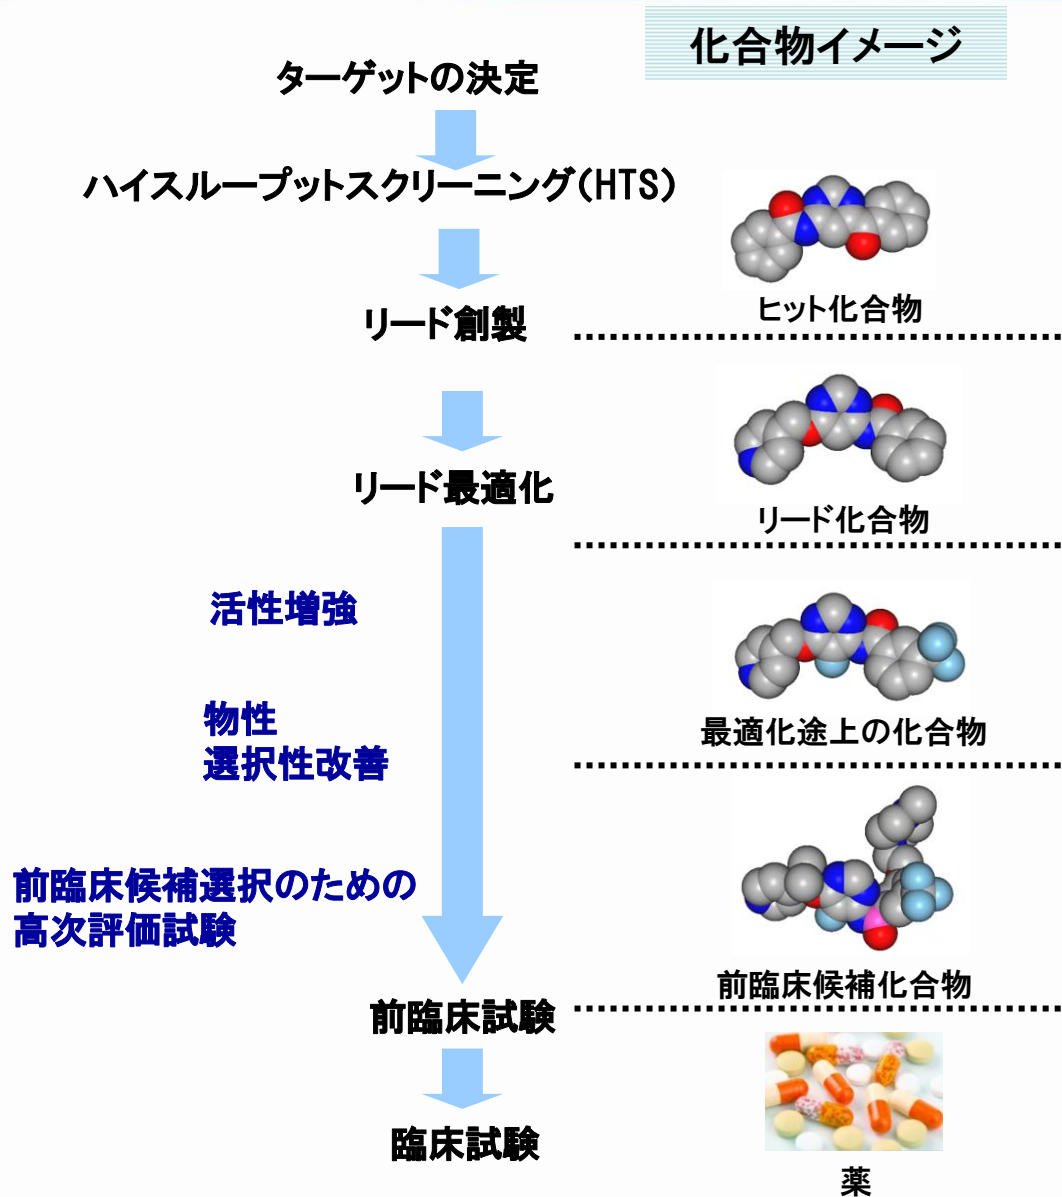 化合物イメージ
ターゲットの決定
ハイスループットスクリーニング(HTS)
ヒット化合物
リード創製
リード最適化
リード化合物
活性増強
物性
選択性改善
最適化途上の化合物
前臨床候補選択のための
高次評価試験
前臨床候補化合物
前臨床試験
臨床試験
薬